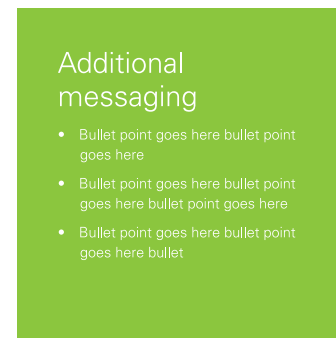 Additional
messaging
• Bullet point goes here bullet point
goes here
• Bullet point goes here bullet point
goes here bullet point goes here
• Bullet point goes here bullet point
goes here bullet